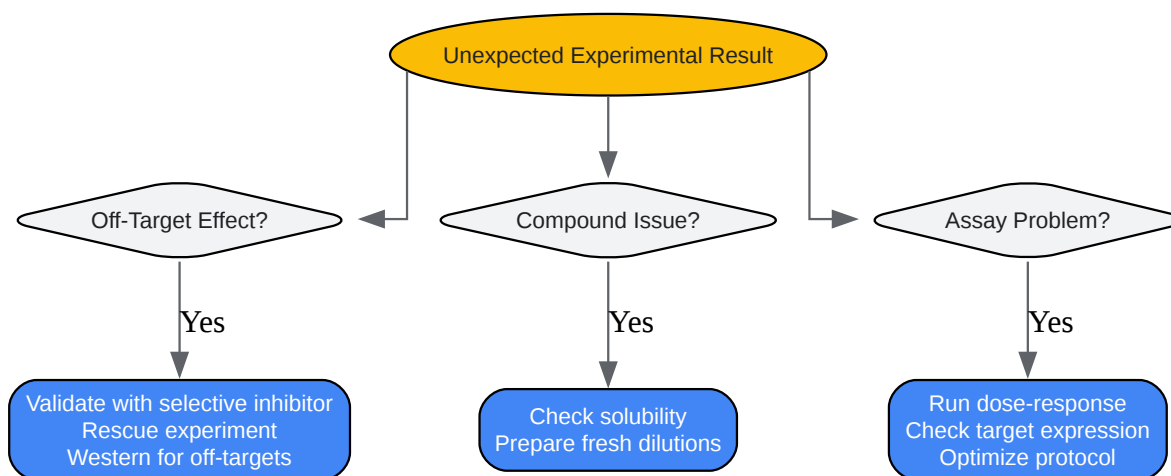 Unexpected Experimental Result
Off-Target Effect?
Compound Issue?
Assay Problem?
Yes
Yes
Yes
Validate with selective inhibitor
Rescue experiment
Western for off-targets
Check solubility
Prepare fresh dilutions
Run dose-response
Check target expression
Optimize protocol